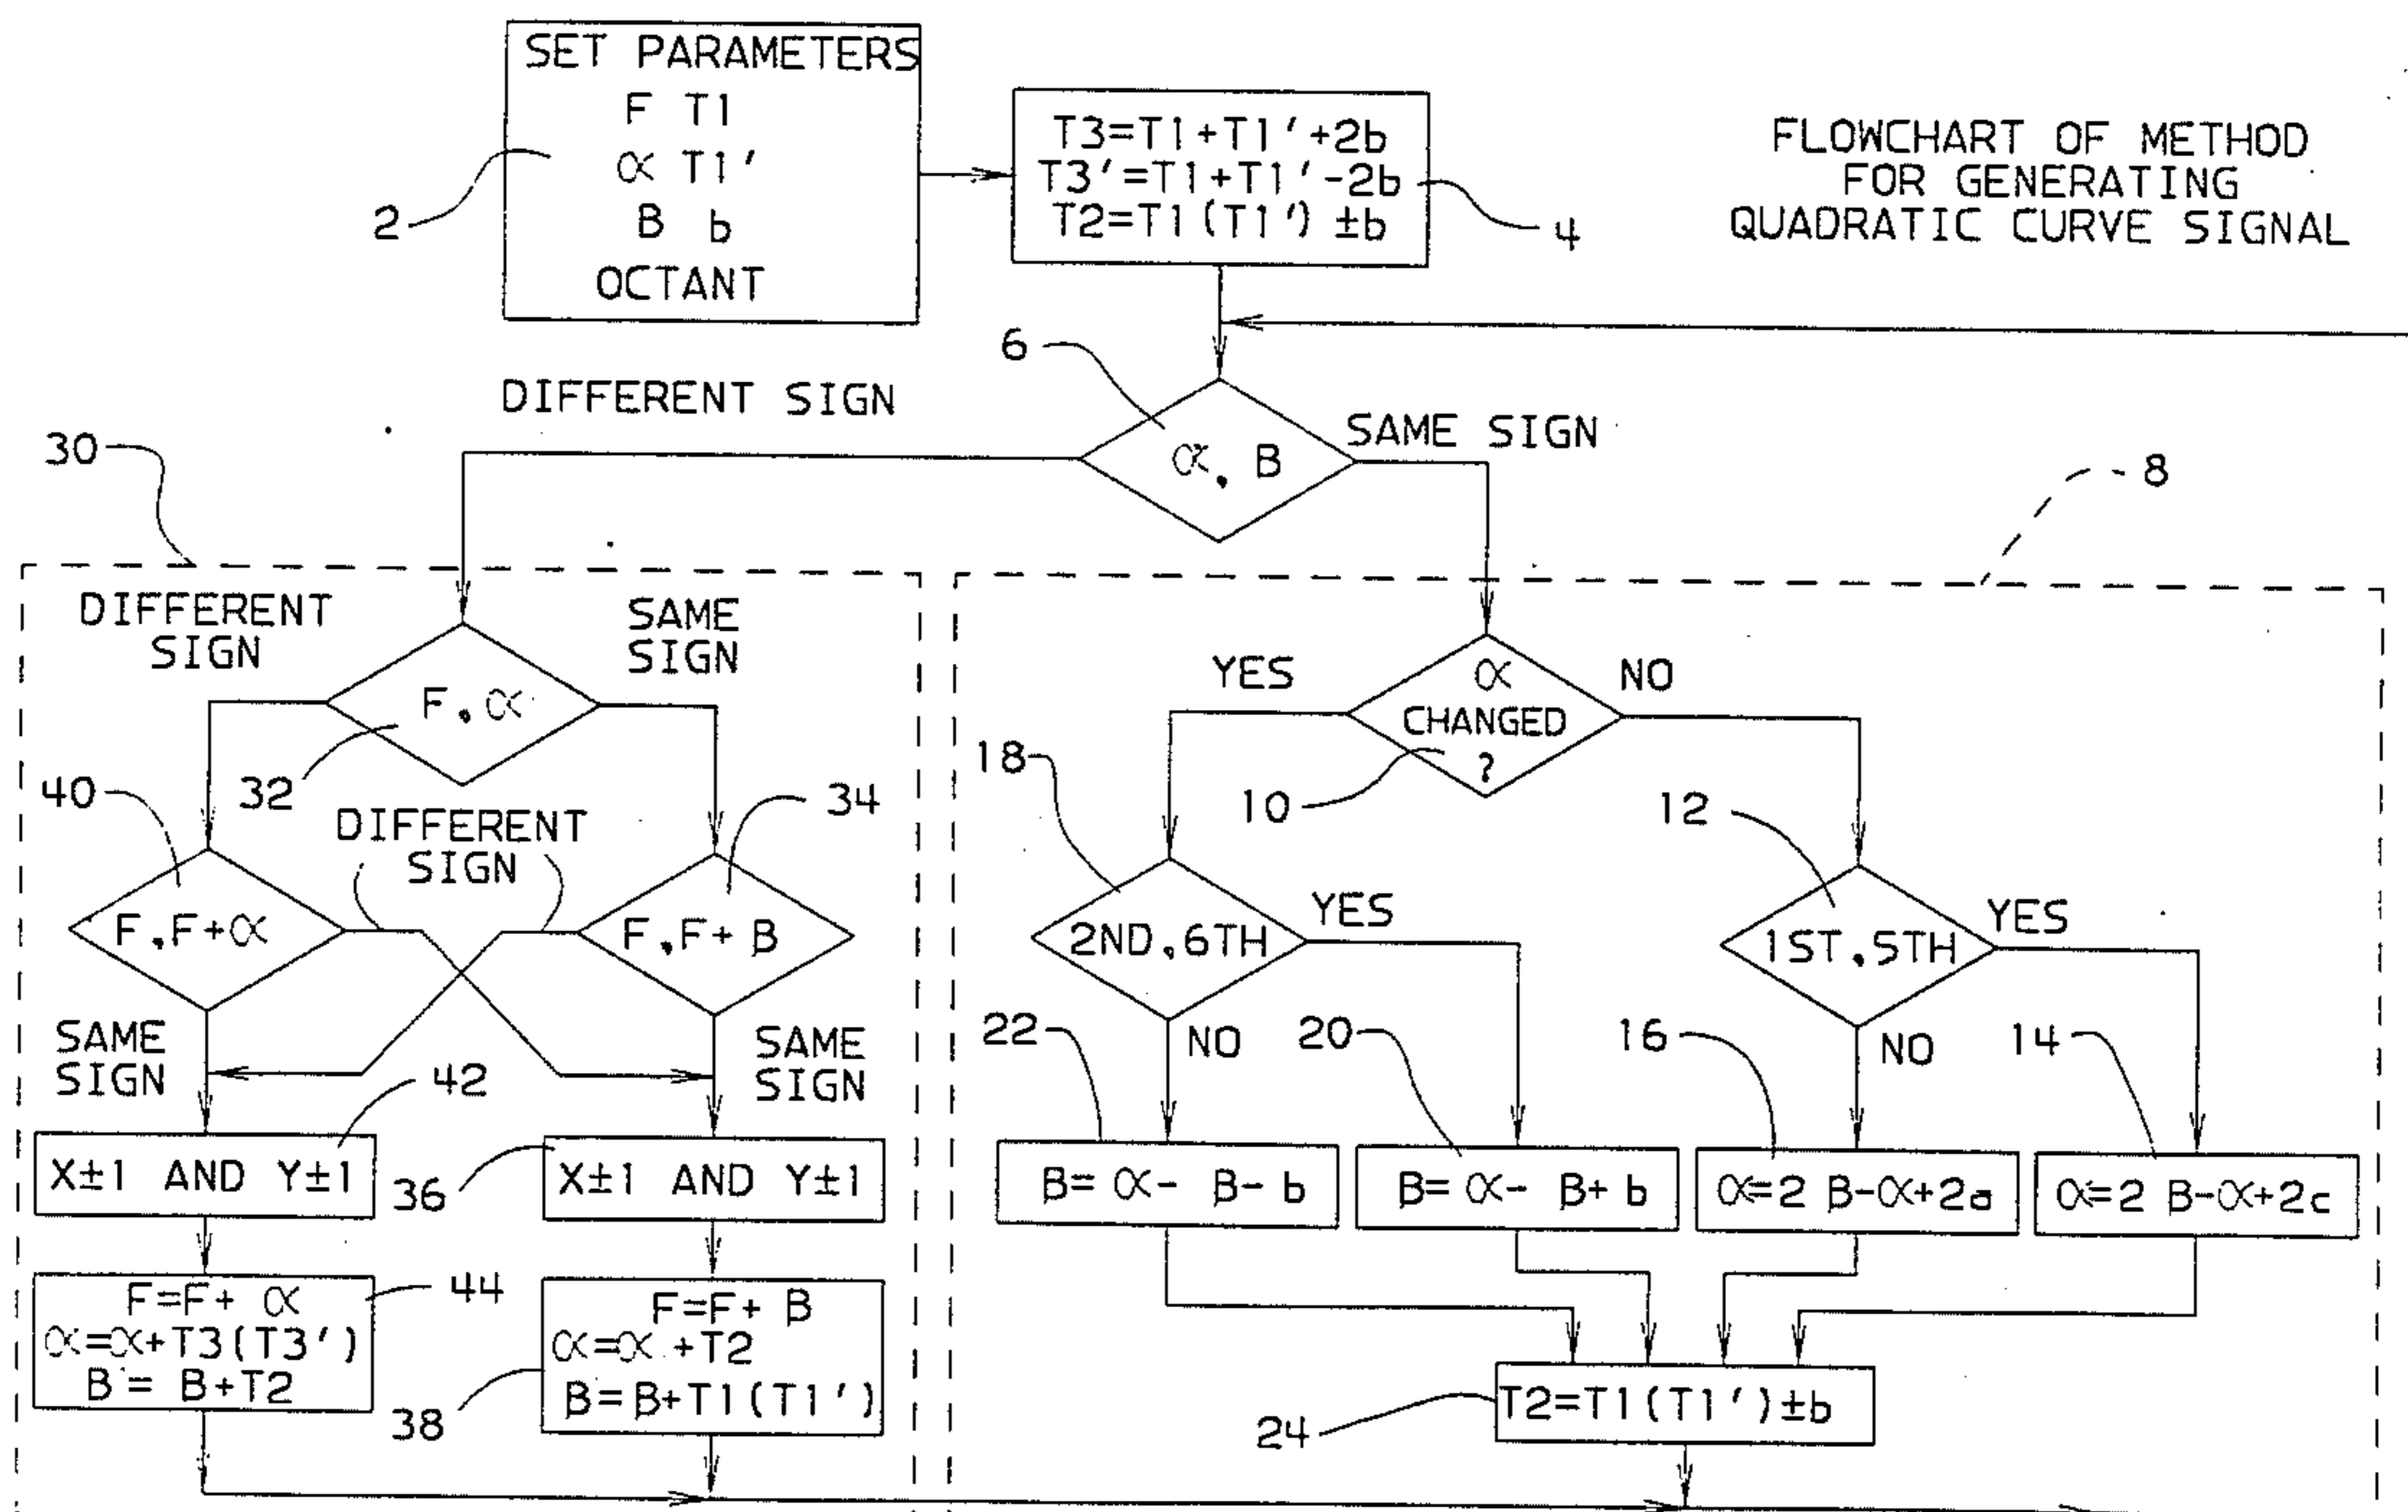 SET PARAMETERS
F T1
α T1'
B b
OCTANT
2
T3=T1+T1'+2b
T3'=T1+T1'-2b
T2=T1(T1')±b
4
FLOWCHART OF METHOD
FOR GENERATING
QUADRATIC CURVE SIGNAL
6
DIFFERENT SIGN
SAME SIGN
α, B
30
8
DIFFERENT
SIGN
SAME
SIGN
F, α
32
YES
α
CHANGED
?
NO
10
40
DIFFERENT
SIGN
34
18
12
F,F+α
F,F+ B
2ND,6TH
YES
1ST,5TH
YES
SAME
SIGN
SAME
SIGN
22
NO
20
16
NO
14
42
X±1 AND Y±1
36
X±1 AND Y±1
B= α- B- b
B= α- B+ b
α=2 B-α+2a
α=2 B-α+2c
F=F+ α
α=α+T3(T3')
B = B+T2
44
F=F+ B
α=α +T2
B=B+T1(T1')
38
T2=T1(T1')±b
24